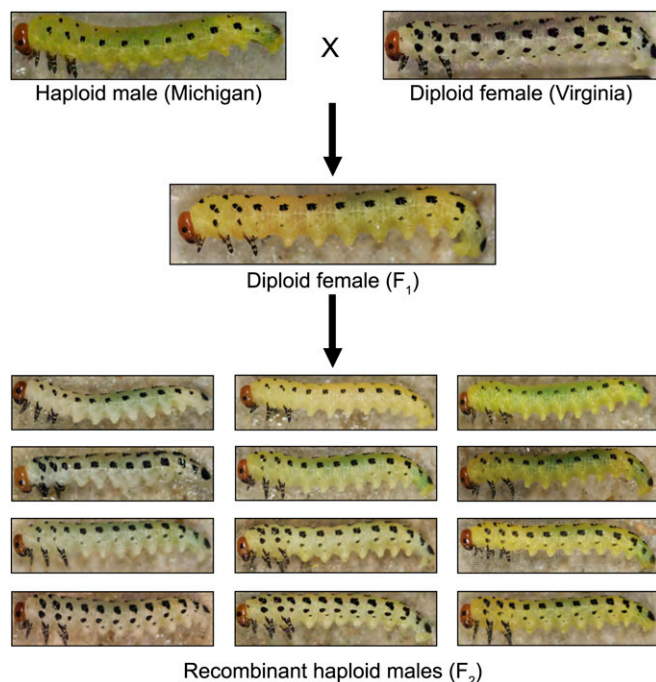 Haploid male (Michigan)
X
Diploid female (Virginia)
Diploid female (F₁)
Recombinant haploid males (F₂)